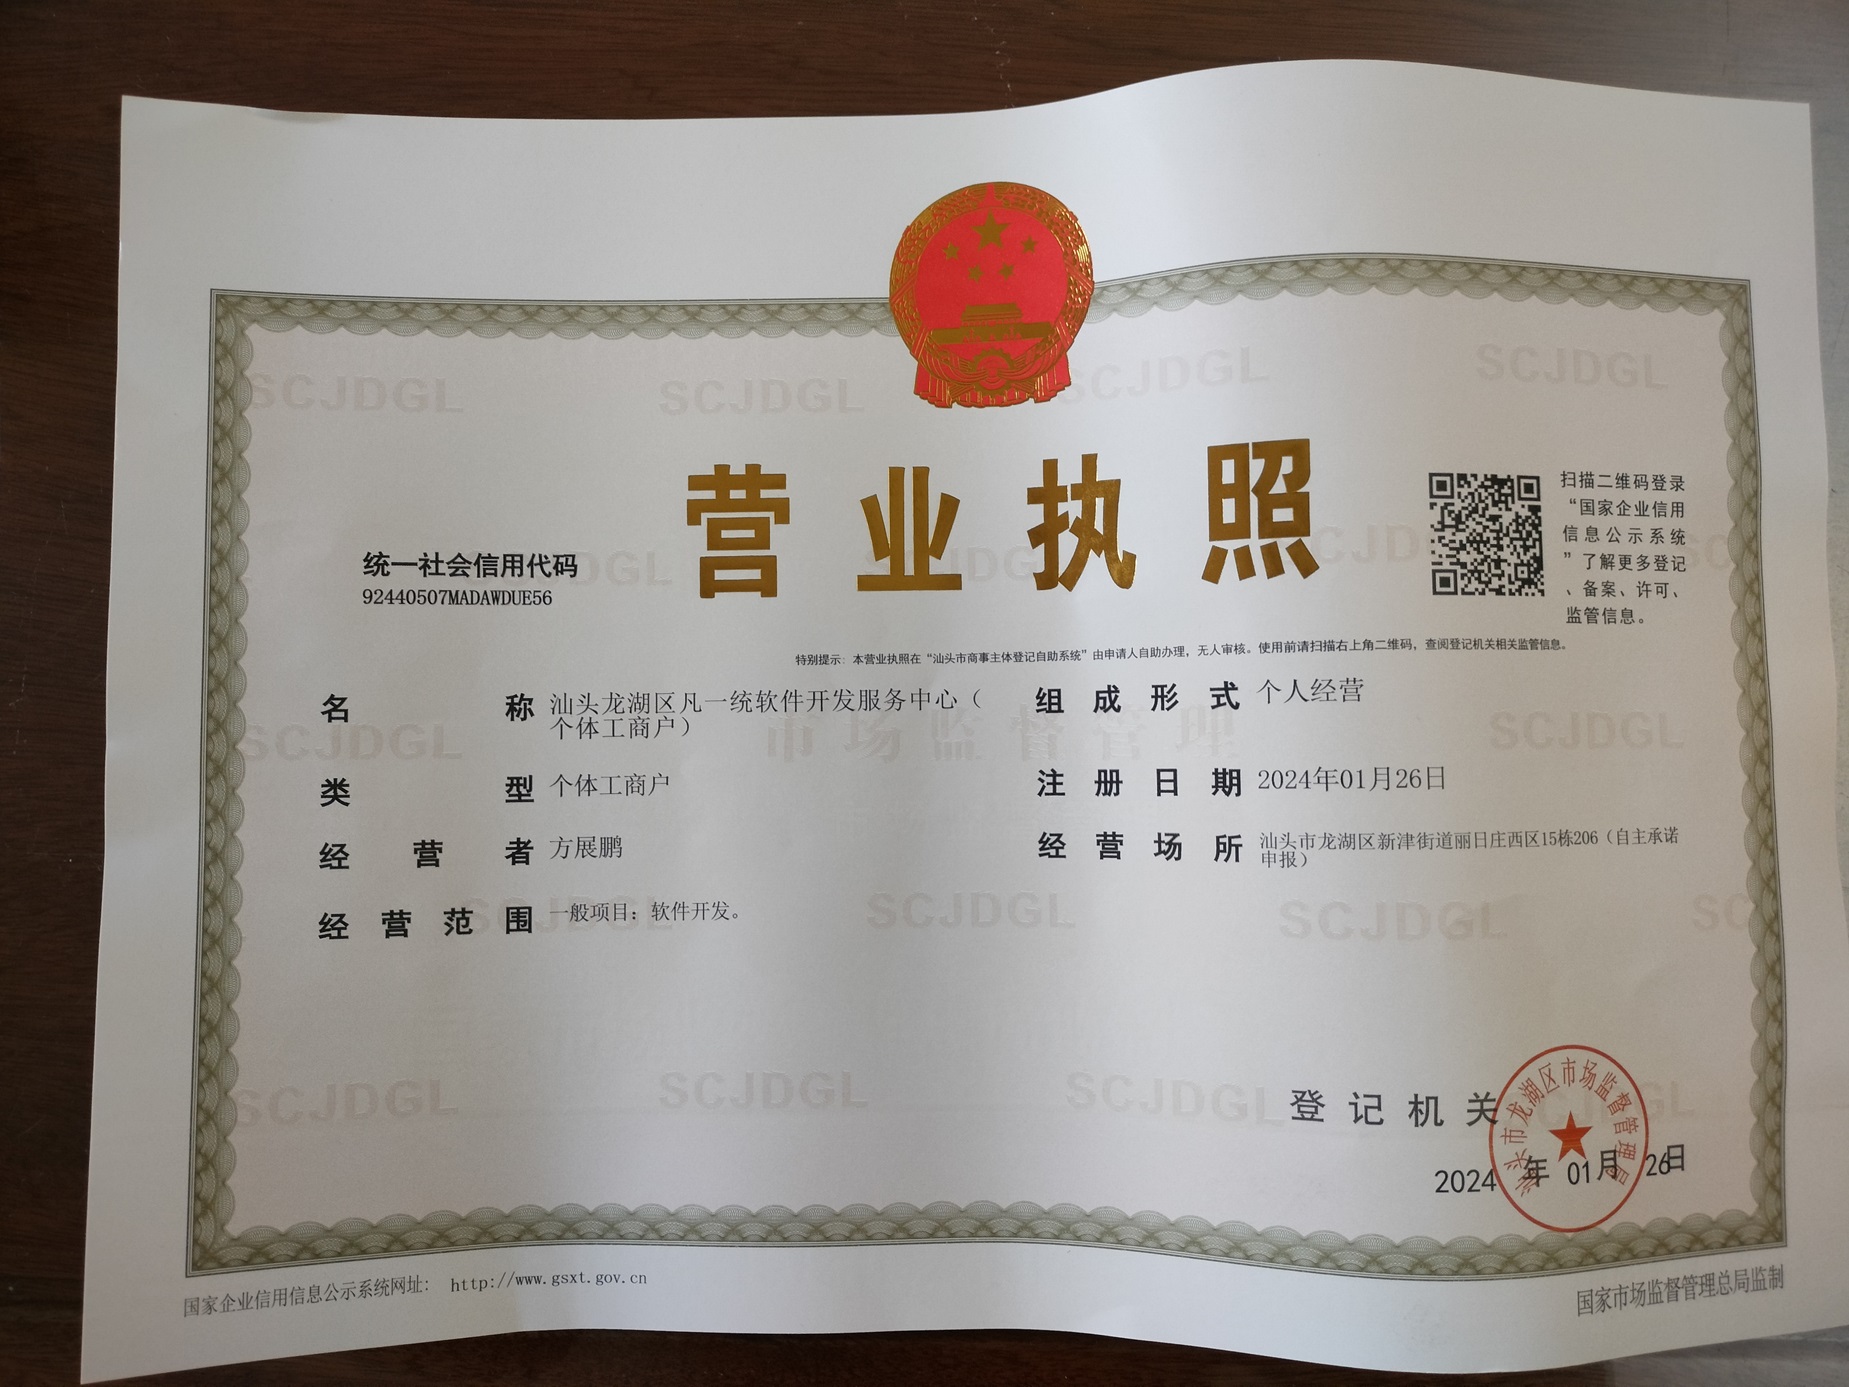 营业执照
统一社会信用代码
92440507MADAWDUE56
扫描二维码登录
“国家企业信用
信息公示系统
”了解更多登记
、备案、许可、
监管信息。
特别提示：本营业执照在“汕头市商事主体登记自助系统”由申请人自助办理，无人审核。使用前请扫描右上角二维码，查阅登记机关相关监管信息。
名称 汕头龙湖区凡一统软件开发服务中心（
个体工商户）
类型 个体工商户
经营者 方展鹏
经营范围 一般项目：软件开发。
组成形式 个人经营
注册日期 2024年01月26日
经营场所 汕头市龙湖区新津街道丽日庄西区15栋206（自主承诺
申报）
登记机关
汕头市龙湖区市场监督管理局
2024年01月26日
国家企业信用信息公示系统网址： http://www.gsxt.gov.cn
国家市场监督管理总局监制
SCJDGL
市场监督管理